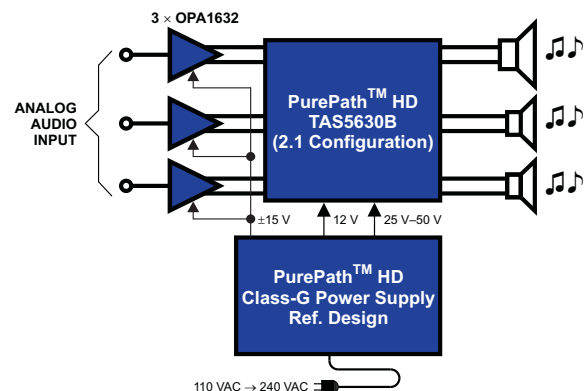 3 × OPA1632
ANALOG
AUDIO
INPUT
PurePath™ HD
TAS5630B
(2.1 Configuration)
±15 V
12 V
25 V–50 V
PurePath™ HD
Class-G Power Supply
Ref. Design
110 VAC → 240 VAC